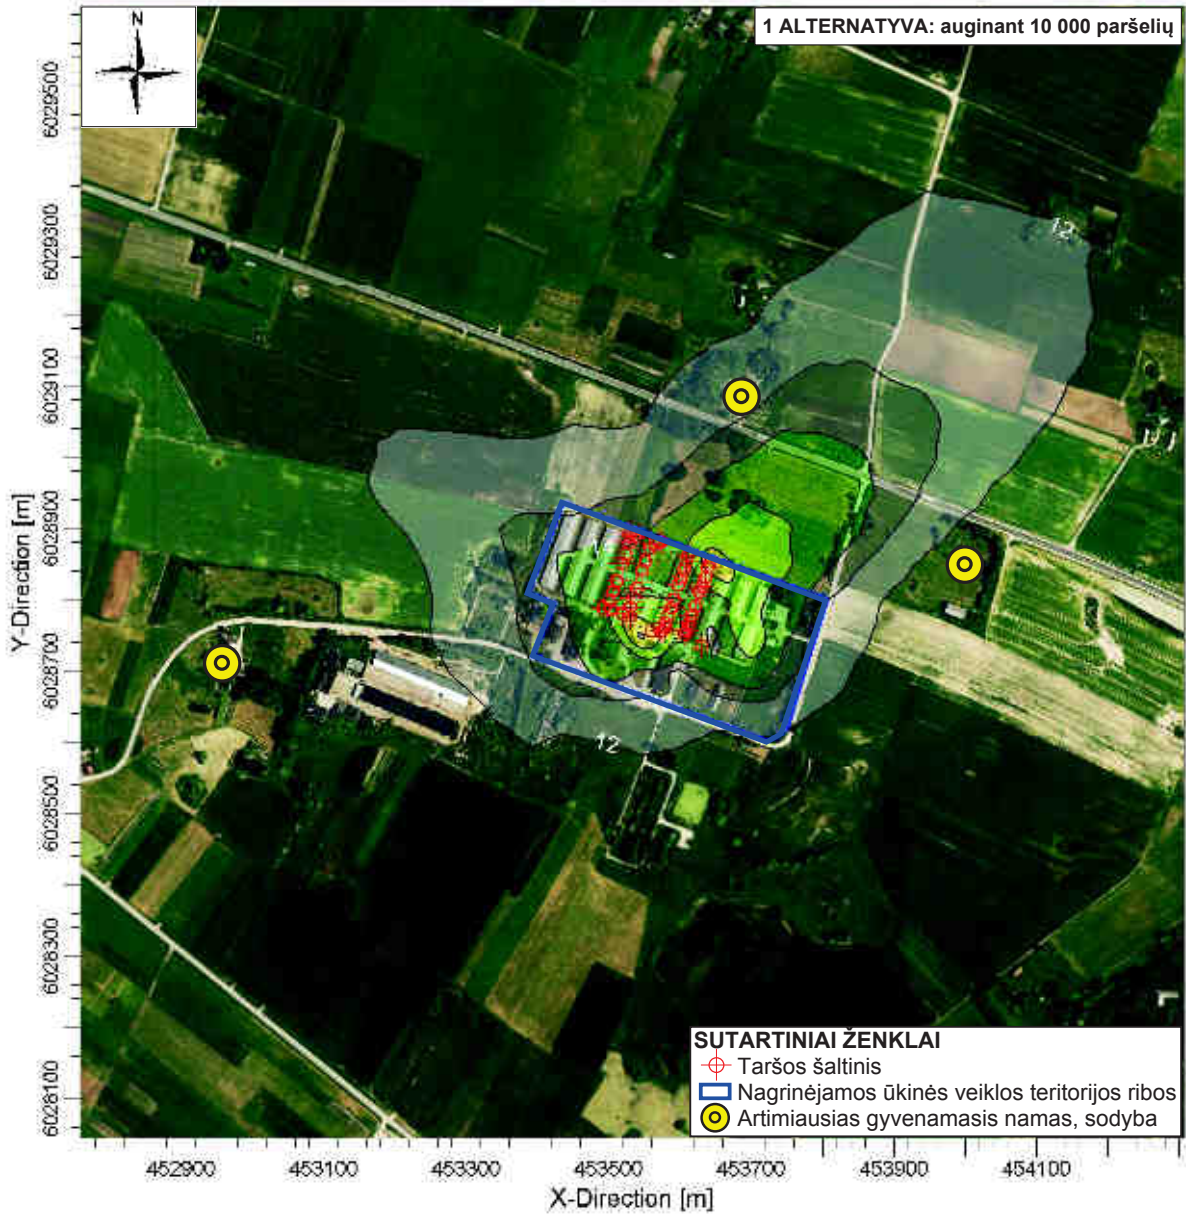 1 ALTERNATYVA: auginant 10 000 paršelių
N
6029500
6029300
6029100
6028900
6028700
6028500
6028300
6028100
Y-Direction [m]
12
12
SUTARTINIAI ŽENKLAI
Taršos šaltinis
Nagrinėjamos ūkinės veiklos teritorijos ribos
Artimiausias gyvenamasis namas, sodyba
452900 453100 453300 453500 453700 453900 454100
X-Direction [m]